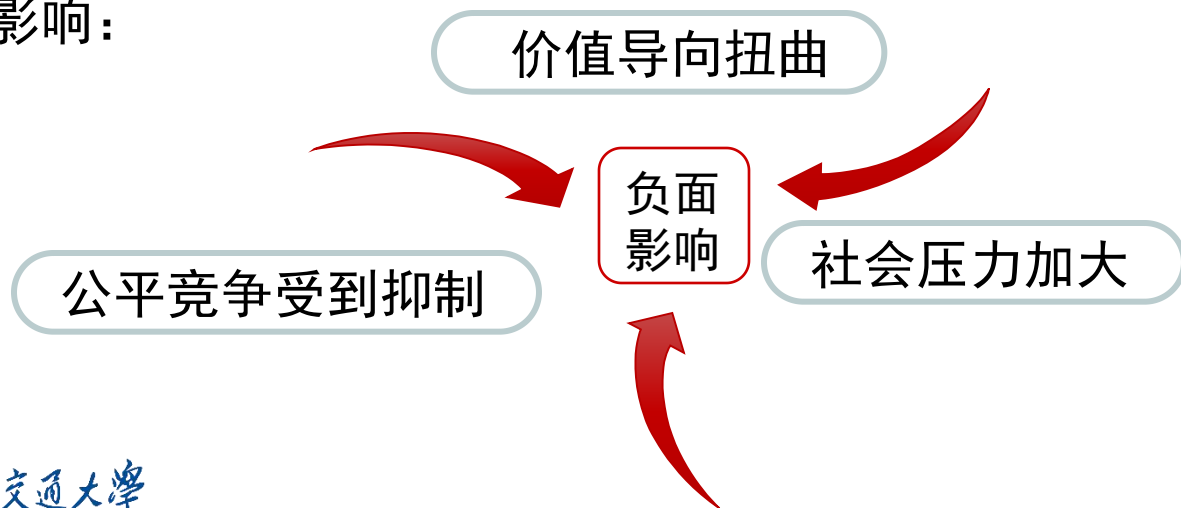 影响：
价值导向扭曲
负面
影响
社会压力加大
公平竞争受到抑制
交通大學